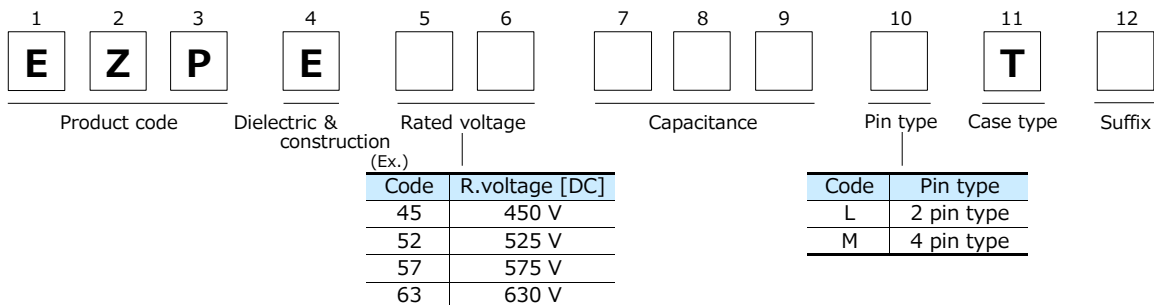 1 2 3 4 5 6 7 8 9 10 11 12
E Z P E T
Product code Dielectric & construction Rated voltage Capacitance Pin type Case type Suffix
(Ex.)
Code R.voltage [DC]
45 450 V
52 525 V
57 575 V
63 630 V
Code Pin type
L 2 pin type
M 4 pin type